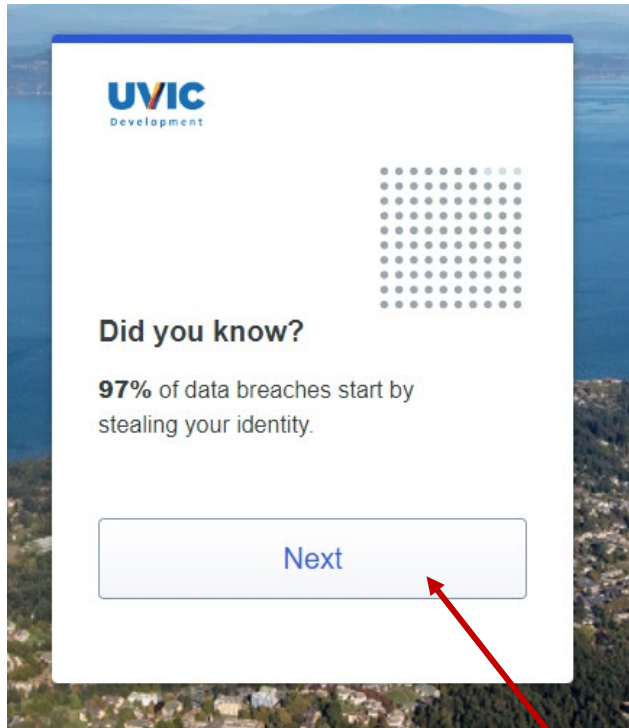 UVIC
Development
Did you know?
97% of data breaches start by
stealing your identity.
Next